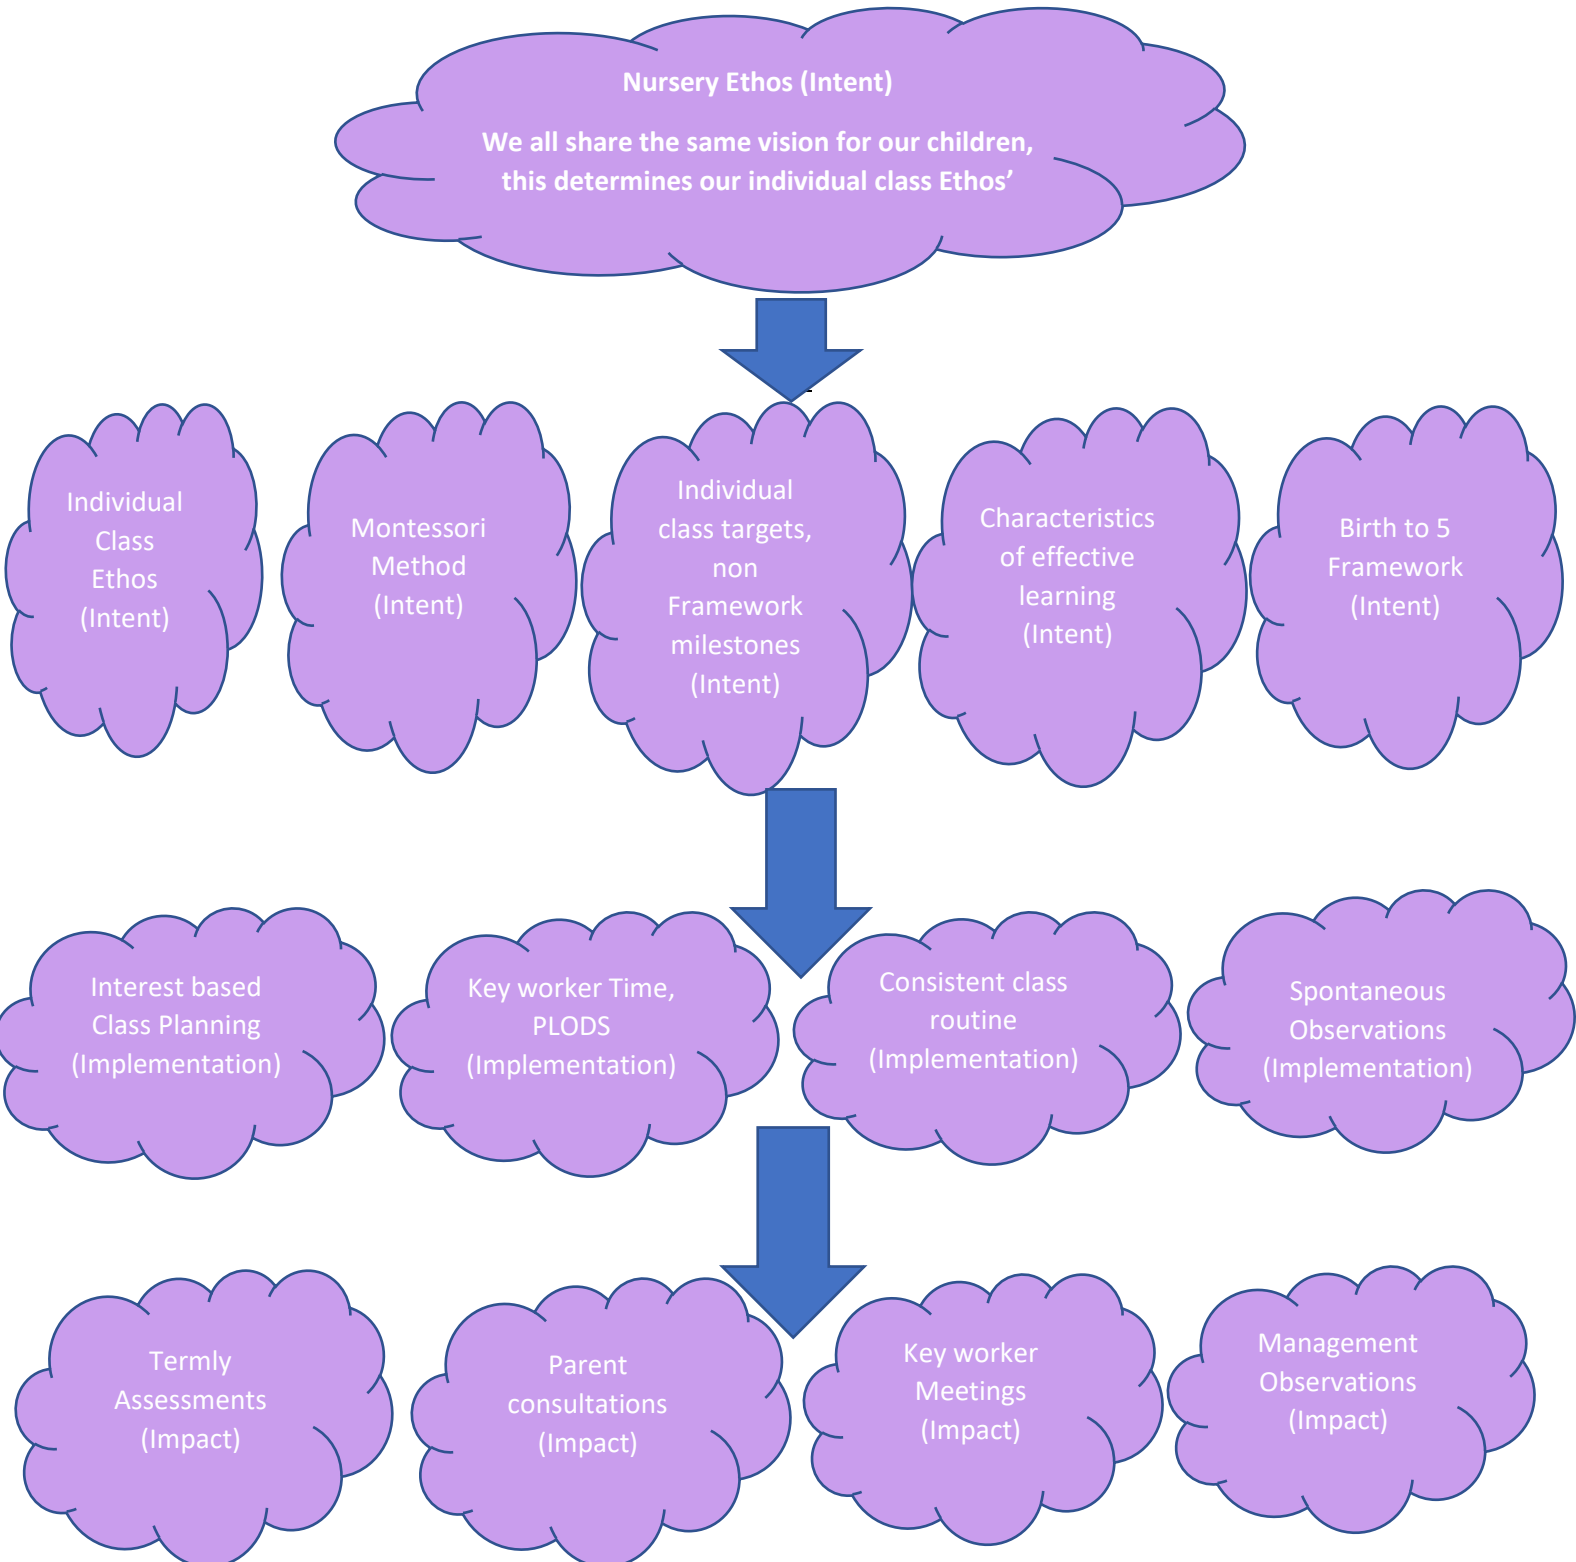 Nursery Ethos (Intent)
We all share the same vision for our children,
this determines our individual class Ethos’
Individual
Class
Ethos
(Intent)
Montessori
Method
(Intent)
Individual
class targets,
non
Framework
milestones
(Intent)
Characteristics
of effective
learning
(Intent)
Birth to 5
Framework
(Intent)
Interest based
Class Planning
(Implementation)
Key worker Time,
PLODS
(Implementation)
Consistent class
routine
(Implementation)
Spontaneous
Observations
(Implementation)
Termly
Assessments
(Impact)
Parent
consultations
(Impact)
Key worker
Meetings
(Impact)
Management
Observations
(Impact)